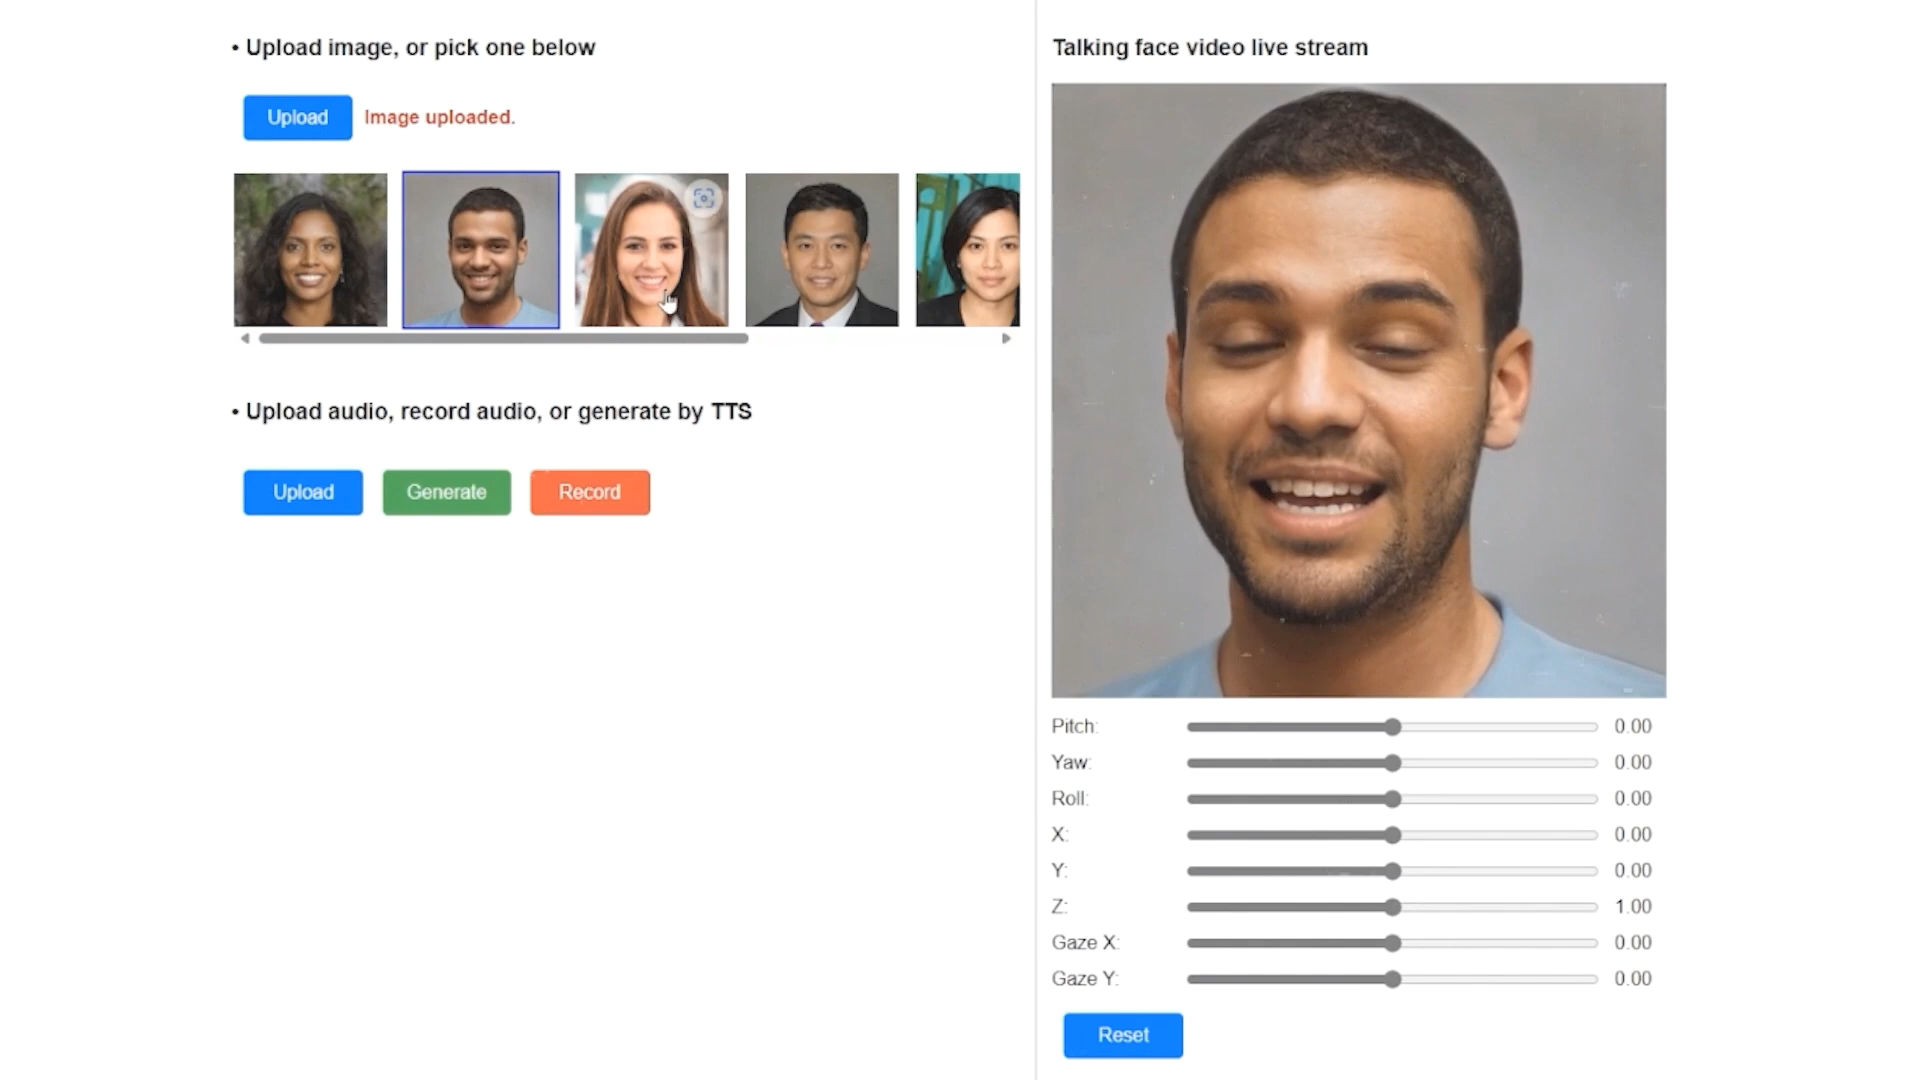 • Upload image, or pick one below
Upload
Image uploaded.
• Upload audio, record audio, or generate by TTS
Upload
Generate
Record
Talking face video live stream
Pitch: 0.00
Yaw: 0.00
Roll: 0.00
X: 0.00
Y: 0.00
Z: 1.00
Gaze X: 0.00
Gaze Y: 0.00
Reset